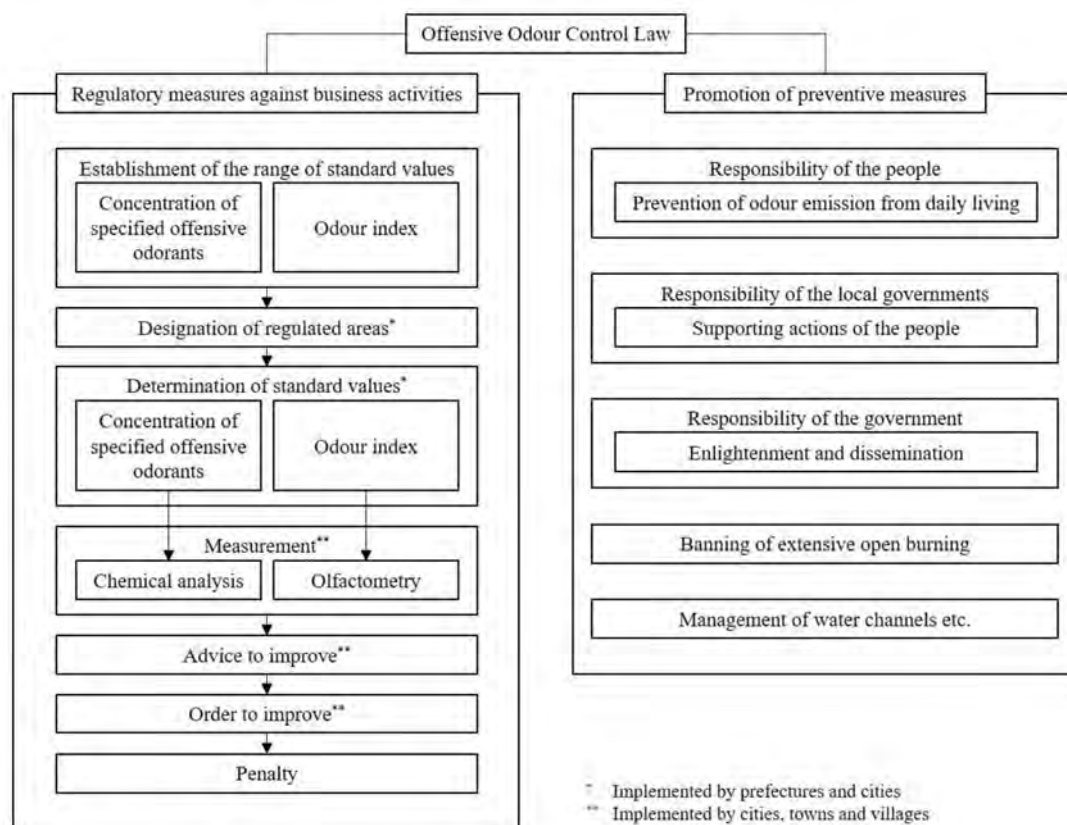 Offensive Odour Control Law
Regulatory measures against business activities
Establishment of the range of standard values
Concentration of
specified offensive
odorants
Odour index
Designation of regulated areas*
Determination of standard values*
Concentration of
specified offensive
odorants
Odour index
Measurement**
Chemical analysis
Olfactometry
Advice to improve**
Order to improve**
Penalty
Promotion of preventive measures
Responsibility of the people
Prevention of odour emission from daily living
Responsibility of the local governments
Supporting actions of the people
Responsibility of the government
Enlightenment and dissemination
Banning of extensive open burning
Management of water channels etc.
* Implemented by prefectures and cities
** Implemented by cities, towns and villages